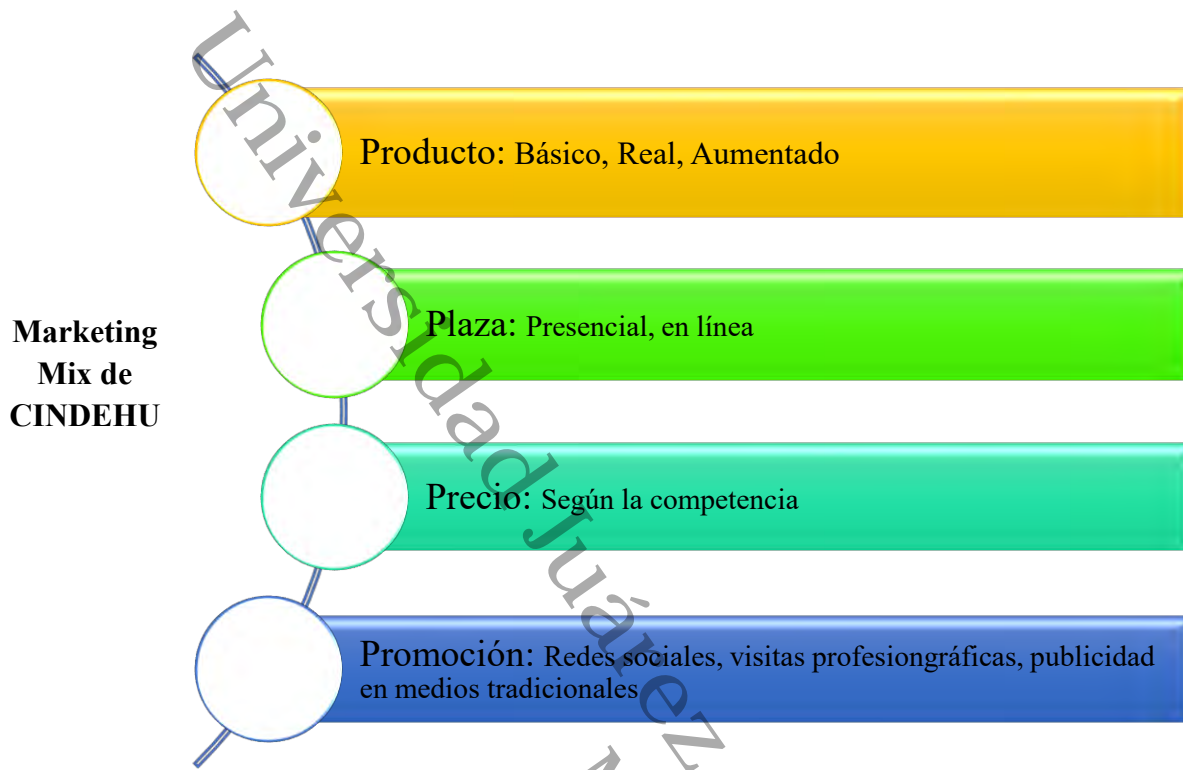 Marketing
Mix de
CINDEHU
Producto: Básico, Real, Aumentado
Plaza: Presencial, en línea
Precio: Según la competencia
Promoción: Redes sociales, visitas profesiongráficas, publicidad
en medios tradicionales
Universidad Juárez